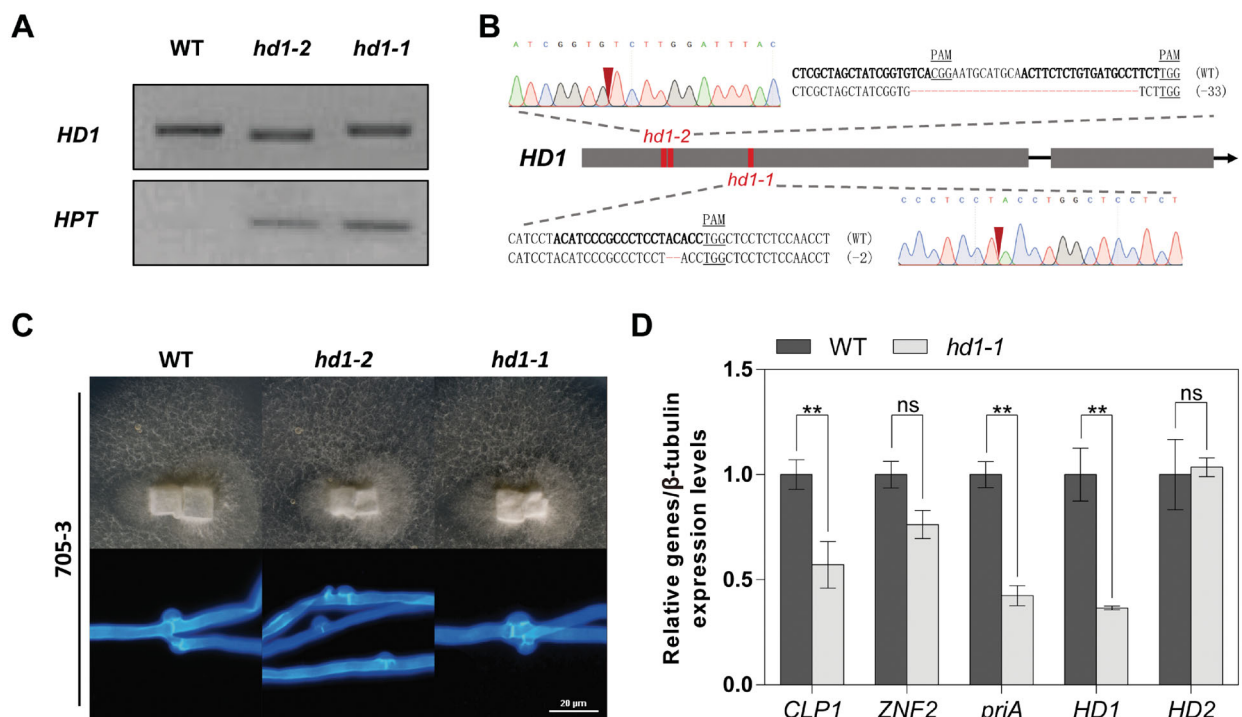 A
WT hd1-2 hd1-1
HD1
HPT
B
A T C G G T G T C T T G G A T T T A C
PAM PAM
CTCGCTAGCTATCGGTGTCACGGAATGCATGCAACTTCTCTGTGATGCCTTCTTGG (WT)
CTCGCTAGCTATCGGTG TCTTGG (-33)
hd1-2
HD1
hd1-1
C C C T C C T A C C T G G C T C C T C T
PAM
CATCCTACATCCCGCCCTCCTACACCTGGCTCCTCTCCAACCT (WT)
CATCCTACATCCCGCCCTCCT--ACCTGGCTCCTCTCCAACCT (-2)
C
WT hd1-2 hd1-1
705-3
20 μm
D
WT hd1-1
Relative genes/β-tubulin
expression levels
1.5
1.0
0.5
0.0
** ns ** ** ns
CLP1 ZNF2 priA HD1 HD2